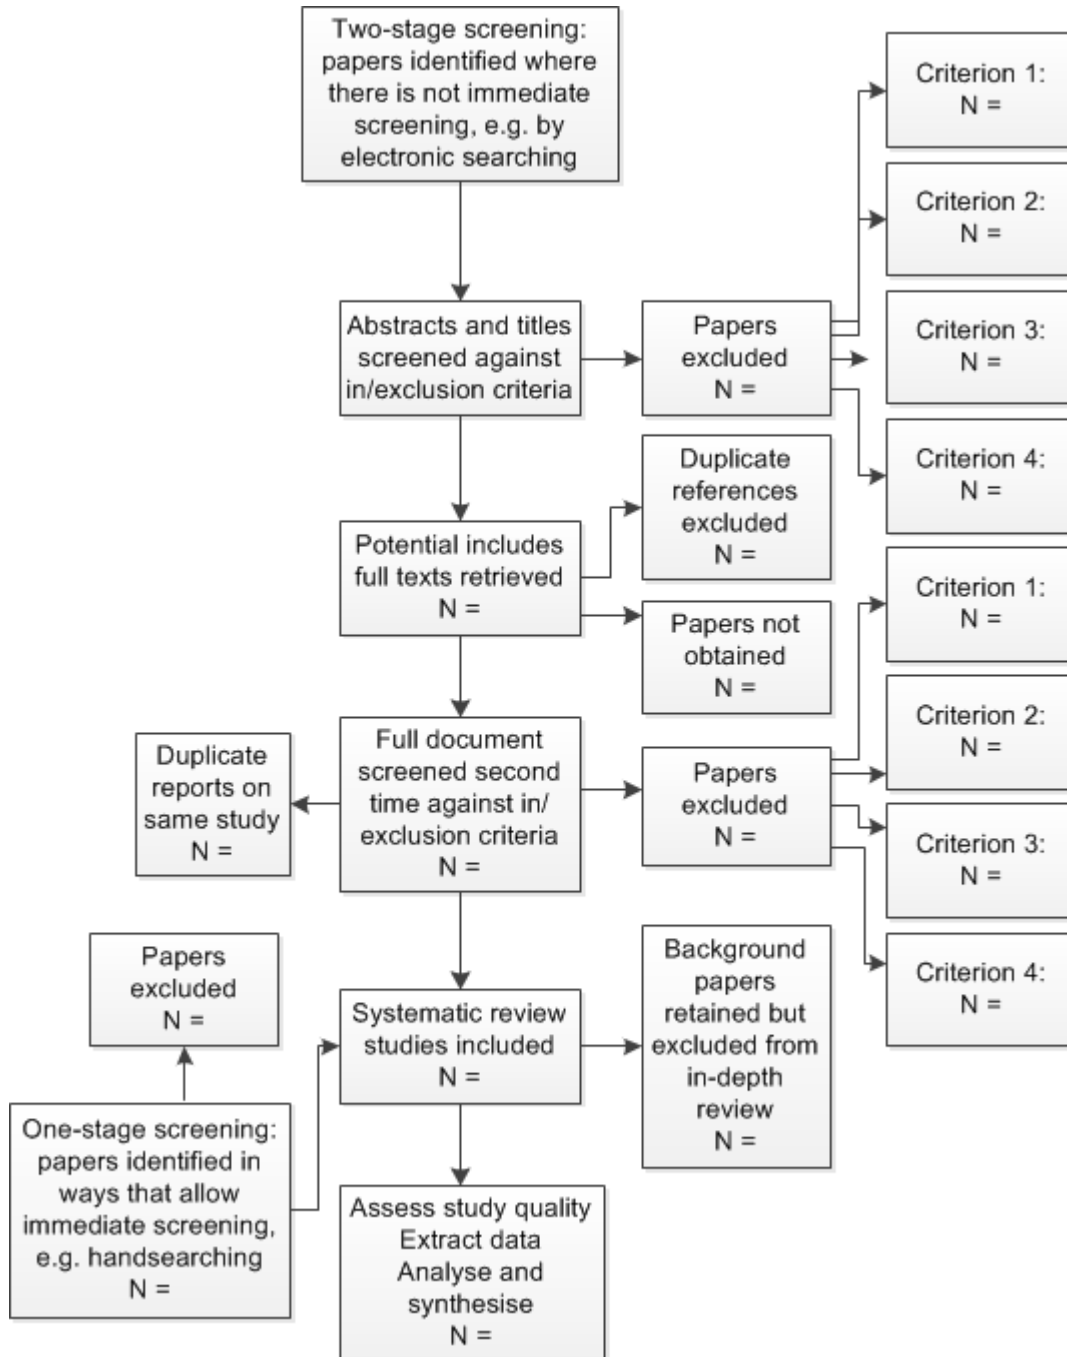 Two-stage screening:
papers identified where
there is not immediate
screening, e.g. by
electronic searching
Criterion 1:
N =
Criterion 2:
N =
Abstracts and titles
screened against
in/exclusion criteria
Papers
excluded
N =
Criterion 3:
N =
Criterion 4:
N =
Duplicate
references
excluded
N =
Potential includes
full texts retrieved
N =
Papers not
obtained
N =
Criterion 1:
N =
Criterion 2:
N =
Duplicate
reports on
same study
N =
Full document
screened second
time against in/
exclusion criteria
N =
Papers
excluded
N =
Criterion 3:
N =
Criterion 4:
N =
Papers
excluded
N =
Systematic review
studies included
N =
Background
papers
retained but
excluded from
in-depth
review
N =
One-stage screening:
papers identified in
ways that allow
immediate screening,
e.g. handsearching
N =
Assess study quality
Extract data
Analyse and
synthesise
N =